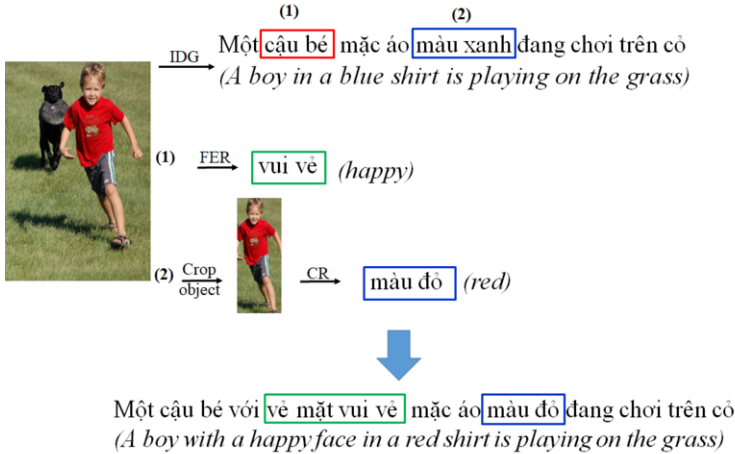 (1) (2)
IDG Một cậu bé mặc áo màu xanh đang chơi trên cỏ
(A boy in a blue shirt is playing on the grass)
(1) FER vui vẻ (happy)
(2) Crop object CR màu đỏ (red)
Một cậu bé với vẻ mặt vui vẻ mặc áo màu đỏ đang chơi trên cỏ
(A boy with a happy face in a red shirt is playing on the grass)